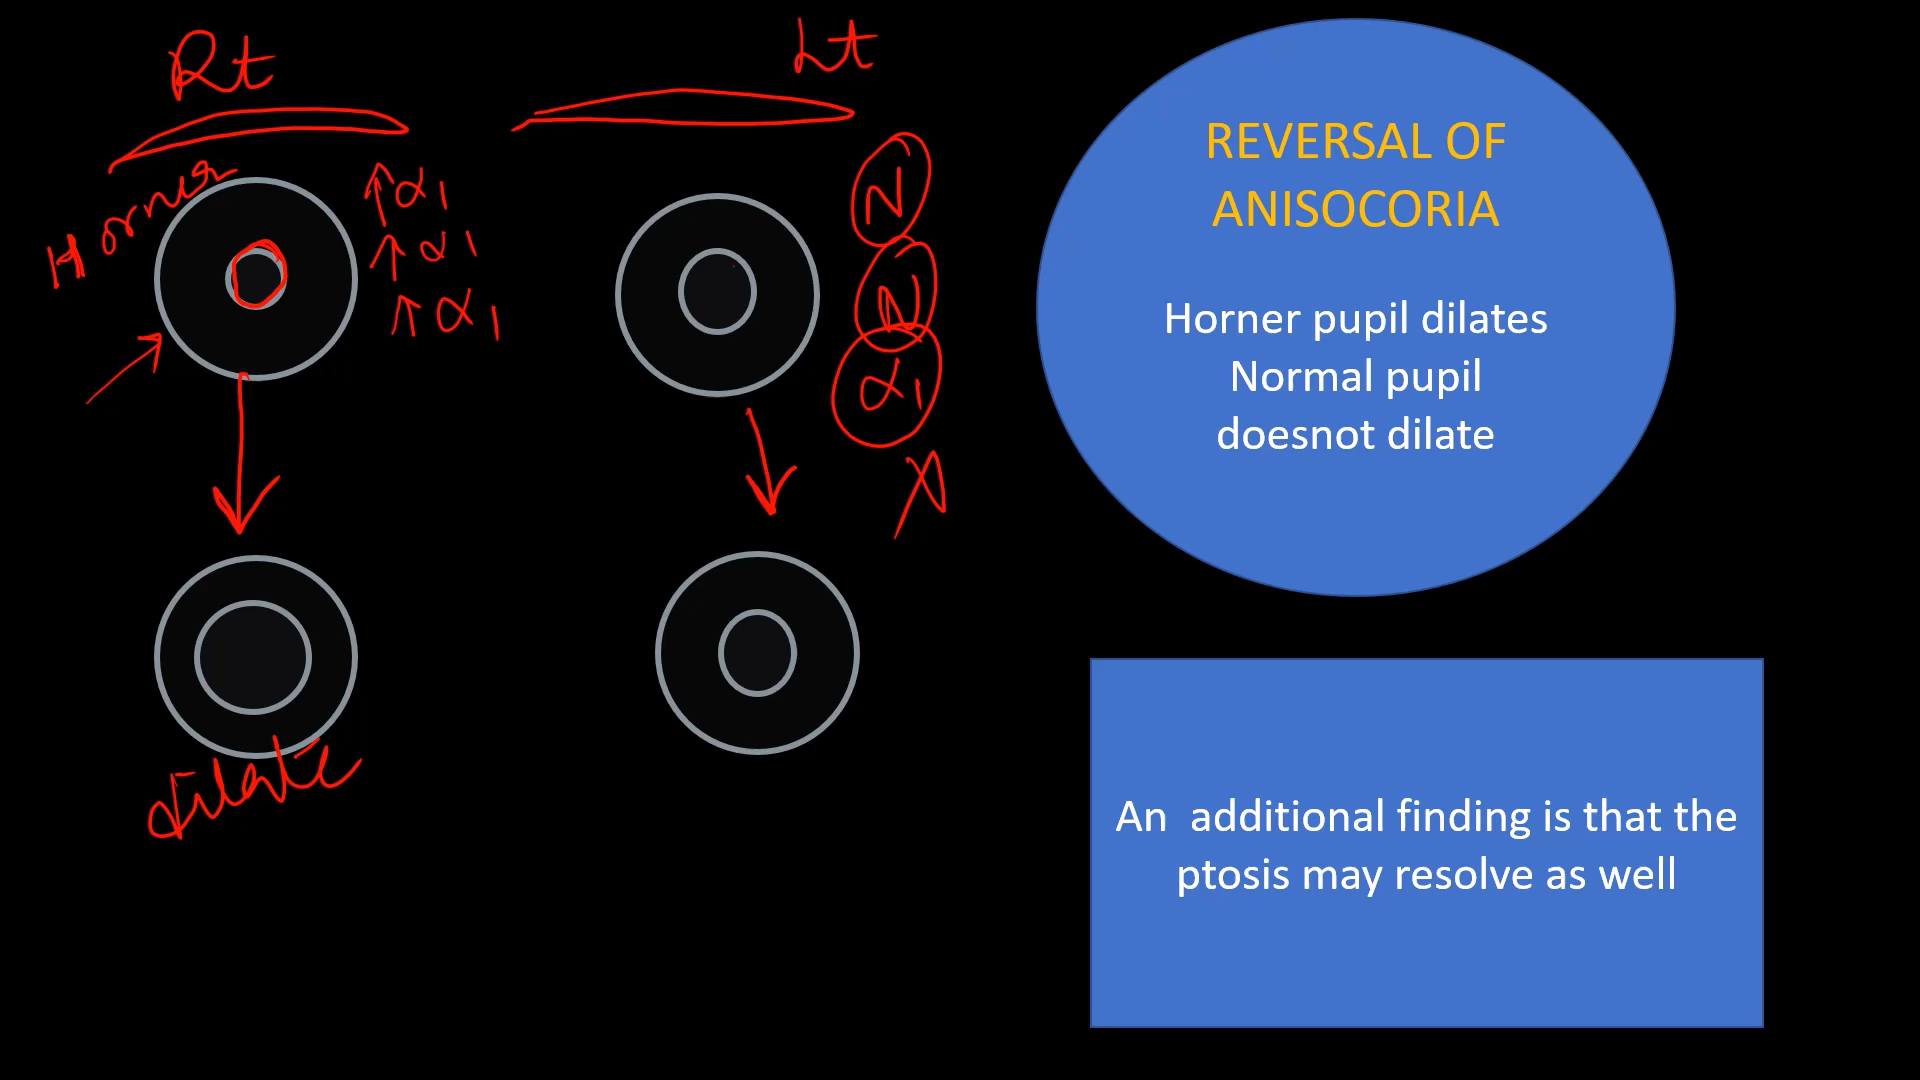 Rt
Lt
Horner
↑α1
↑α1
↑α1
N
N
α1
X
dilate
REVERSAL OF
ANISOCORIA
Horner pupil dilates
Normal pupil
doesnot dilate
An additional finding is that the
ptosis may resolve as well